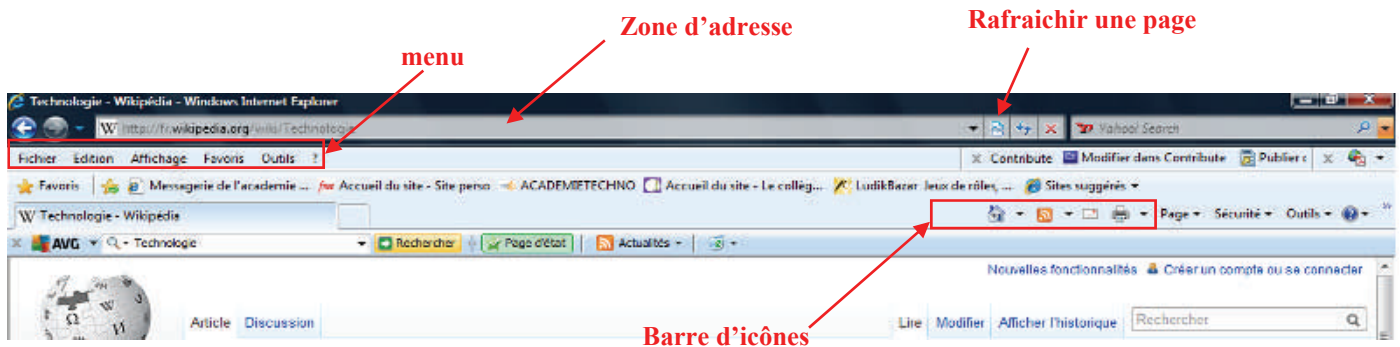 Zone d’adresse
Rafraichir une page
menu
Technologie - Wikipédia - Windows Internet Explorer
W http://fr.wikipedia.org/wiki/Technologie
Yahoo! Search
Fichier Edition Affichage Favoris Outils ?
x Contribute Modifier dans Contribute Publier x
Favoris Messagerie de l'academie ... Accueil du site - Site perso ACADEMIETECHNO Accueil du site - Le collèg... LudikBazar Jeux de rôles, ... Sites suggérés
W Technologie - Wikipédia
Page Sécurité Outils
x AVG Technologie Rechercher Page d'état Actualités
Nouvelles fonctionnalités Créer un compte ou se connecter
Article Discussion Lire Modifier Afficher l'historique Rechercher
Barre d’icônes